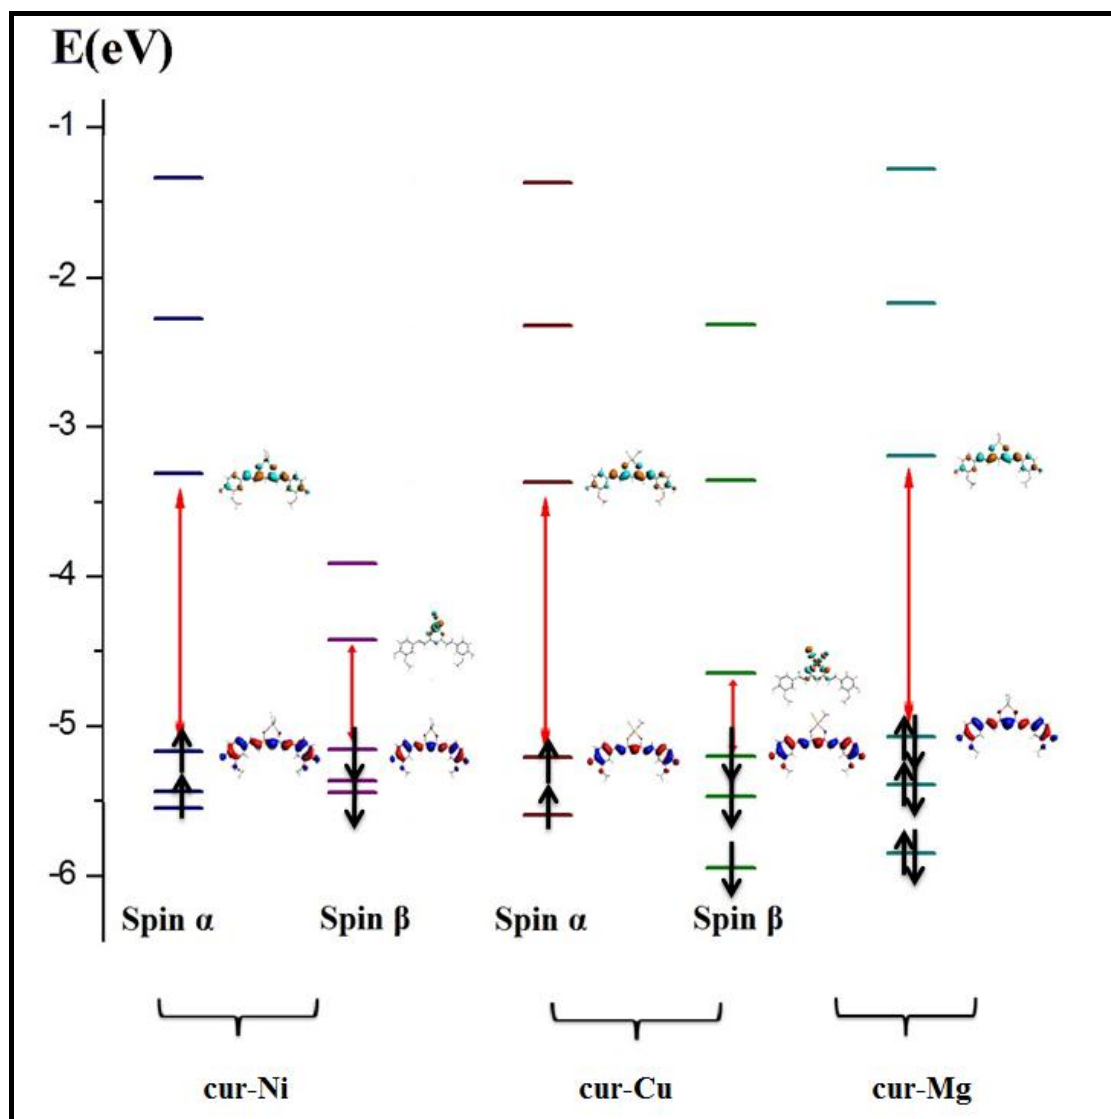 E(eV)
-1
-2
-3
-4
-5
-6
Spin α Spin β Spin α Spin β
cur-Ni cur-Cu cur-Mg